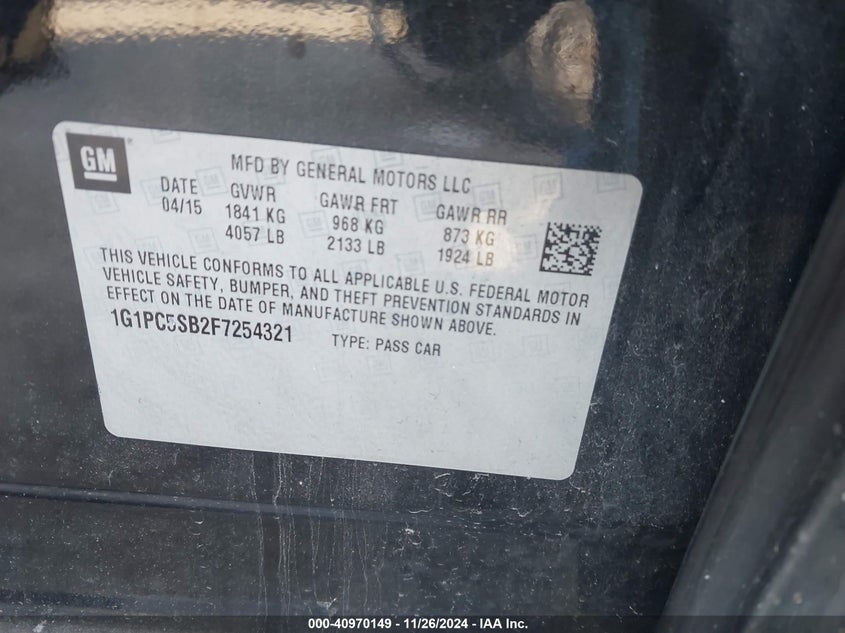 GM
MFD BY GENERAL MOTORS LLC
DATE GVWR GAWR FRT GAWR RR
04/15 1841 KG 968 KG 873 KG
4057 LB 2133 LB 1924 LB
THIS VEHICLE CONFORMS TO ALL APPLICABLE U.S. FEDERAL MOTOR
VEHICLE SAFETY, BUMPER, AND THEFT PREVENTION STANDARDS IN
EFFECT ON THE DATE OF MANUFACTURE SHOWN ABOVE.
1G1PC5SB2F7254321 TYPE: PASS CAR
000-40970149 - 11/26/2024 - IAA Inc.